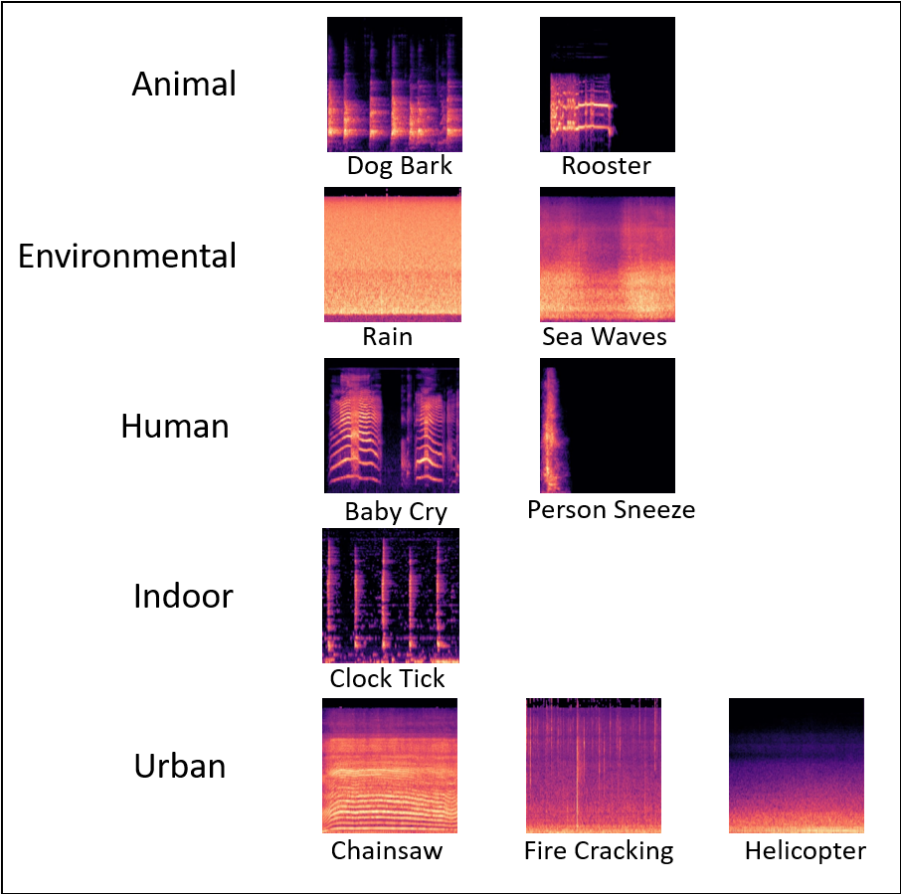 Animal
Dog Bark
Rooster
Environmental
Rain
Sea Waves
Human
Baby Cry
Person Sneeze
Indoor
Clock Tick
Urban
Chainsaw
Fire Cracking
Helicopter